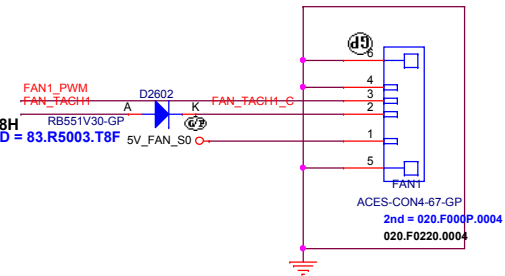 6
4
FAN1_PWM
D2602
3
FAN_TACH1
A
K
FAN_TACH1_C
2
8H
RB551V30-GP
D = 83.R5003.T8F
5V_FAN_S0
1
5
FAN1
ACES-CON4-67-GP
2nd = 020.F000P.0004
020.F0220.0004